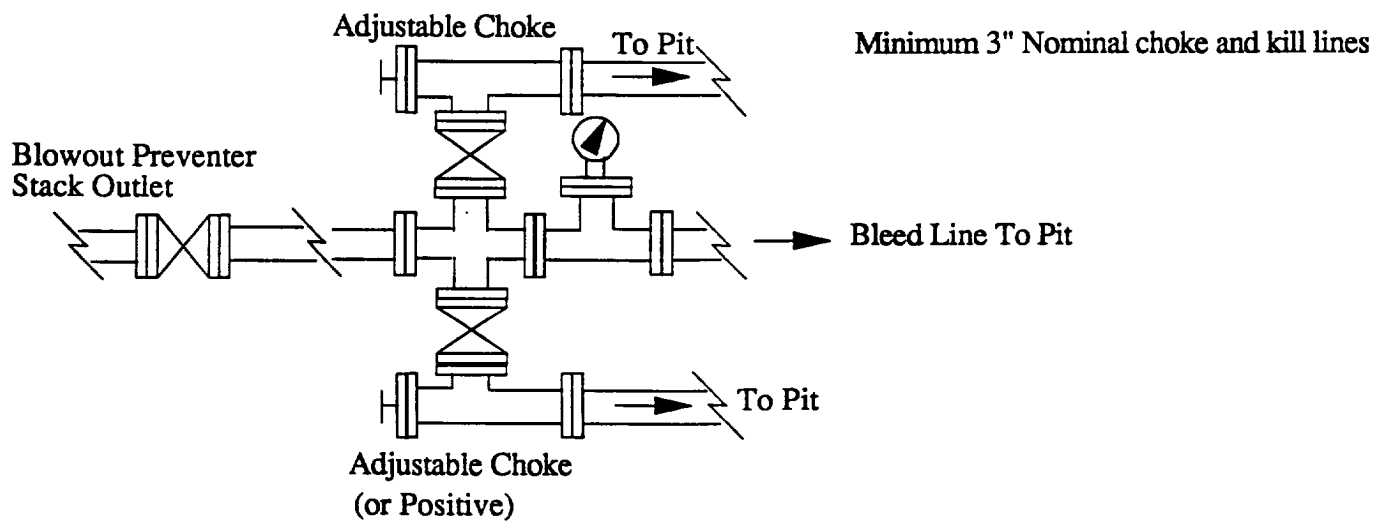 Adjustable Choke
To Pit
Minimum 3" Nominal choke and kill lines
Blowout Preventer
Stack Outlet
Bleed Line To Pit
To Pit
Adjustable Choke
(or Positive)